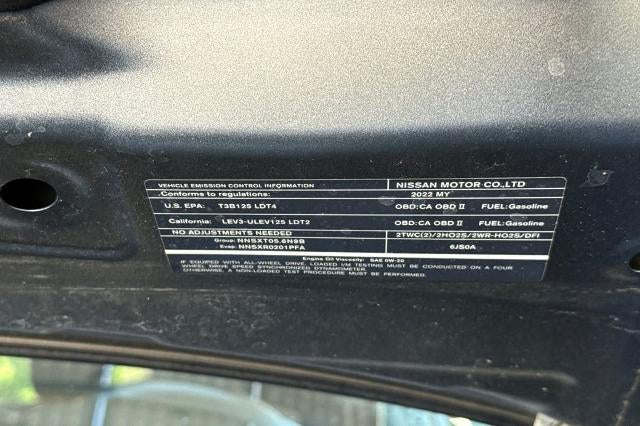 VEHICLE EMISSION CONTROL INFORMATION NISSAN MOTOR CO.,LTD
Conforms to regulations: 2022 MY
U.S. EPA: T3B125 LDT4 OBD:CA OBD II FUEL:Gasoline
California: LEV3-ULEV125 LDT2 OBD:CA OBD II FUEL:Gasoline
NO ADJUSTMENTS NEEDED 2TWC(2)/2HO2S/2WR-HO2S/DFI
Group: NNSXT05.6N9B 6JS0A
Evap: NNSXR0201PFA
Engine Oil Viscosity: SAE 0W-20
IF EQUIPPED WITH ALL-WHEEL DRIVE, LOADED I/M TESTING MUST BE CONDUCTED ON A FOUR
WHEEL DRIVE SPEED SYNCHRONIZED DYNAMOMETER.
OTHERWISE, A NON-LOADED TEST PROCEDURE MUST BE PERFORMED.